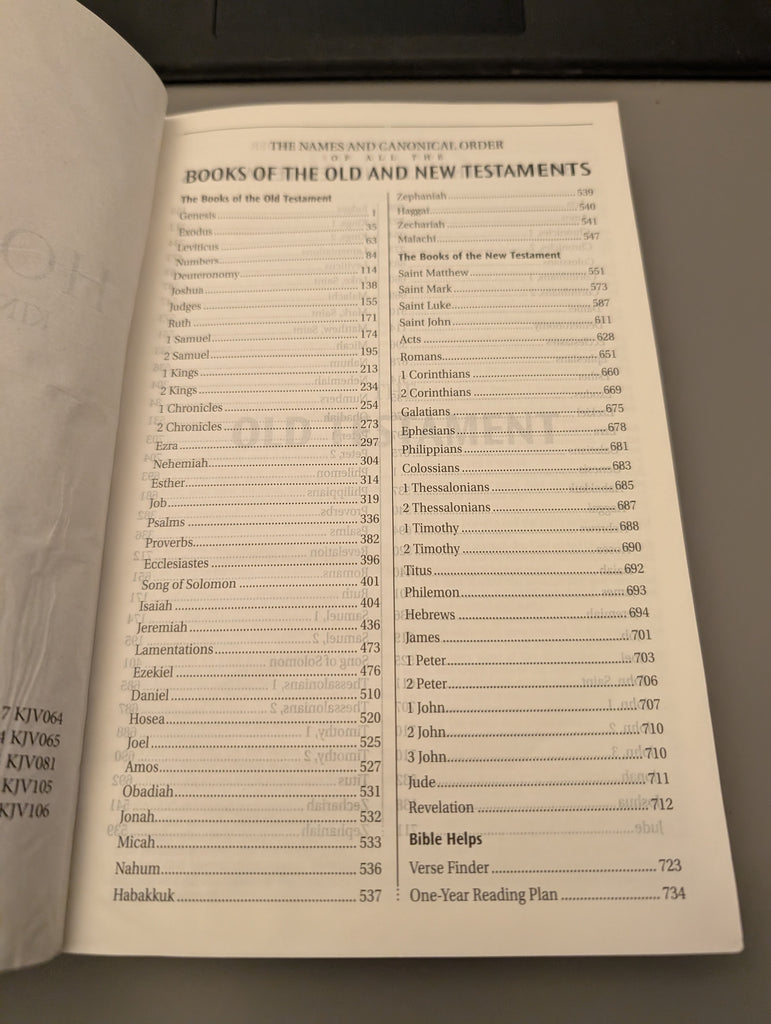 THE NAMES AND CANONICAL ORDER
OF ALL THE
BOOKS OF THE OLD AND NEW TESTAMENTS
The Books of the Old Testament
Genesis 1
Exodus 35
Leviticus 63
Numbers 84
Deuteronomy 114
Joshua 138
Judges 155
Ruth 171
1 Samuel 174
2 Samuel 195
1 Kings 213
2 Kings 234
1 Chronicles 254
2 Chronicles 273
Ezra 297
Nehemiah 304
Esther 314
Job 319
Psalms 336
Proverbs 382
Ecclesiastes 396
Song of Solomon 401
Isaiah 404
Jeremiah 436
Lamentations 473
Ezekiel 476
Daniel 510
Hosea 520
Joel 525
Amos 527
Obadiah 531
Jonah 532
Micah 533
Nahum 536
Habakkuk 537
Zephaniah 539
Haggai 540
Zechariah 541
Malachi 547
The Books of the New Testament
Saint Matthew 551
Saint Mark 573
Saint Luke 587
Saint John 611
Acts 628
Romans 651
1 Corinthians 660
2 Corinthians 669
Galatians 675
Ephesians 678
Philippians 681
Colossians 683
1 Thessalonians 685
2 Thessalonians 687
1 Timothy 688
2 Timothy 690
Titus 692
Philemon 693
Hebrews 694
James 701
1 Peter 703
2 Peter 706
1 John 707
2 John 710
3 John 710
Jude 711
Revelation 712
Bible Helps
Verse Finder 723
One-Year Reading Plan 734
7 KJV064
4 KJV065
KJV081
KJV105
KJV106